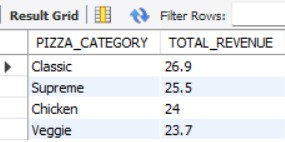 Result Grid Filter Rows:
PIZZA_CATEGORY TOTAL_REVENUE
Classic 26.9
Supreme 25.5
Chicken 24
Veggie 23.7